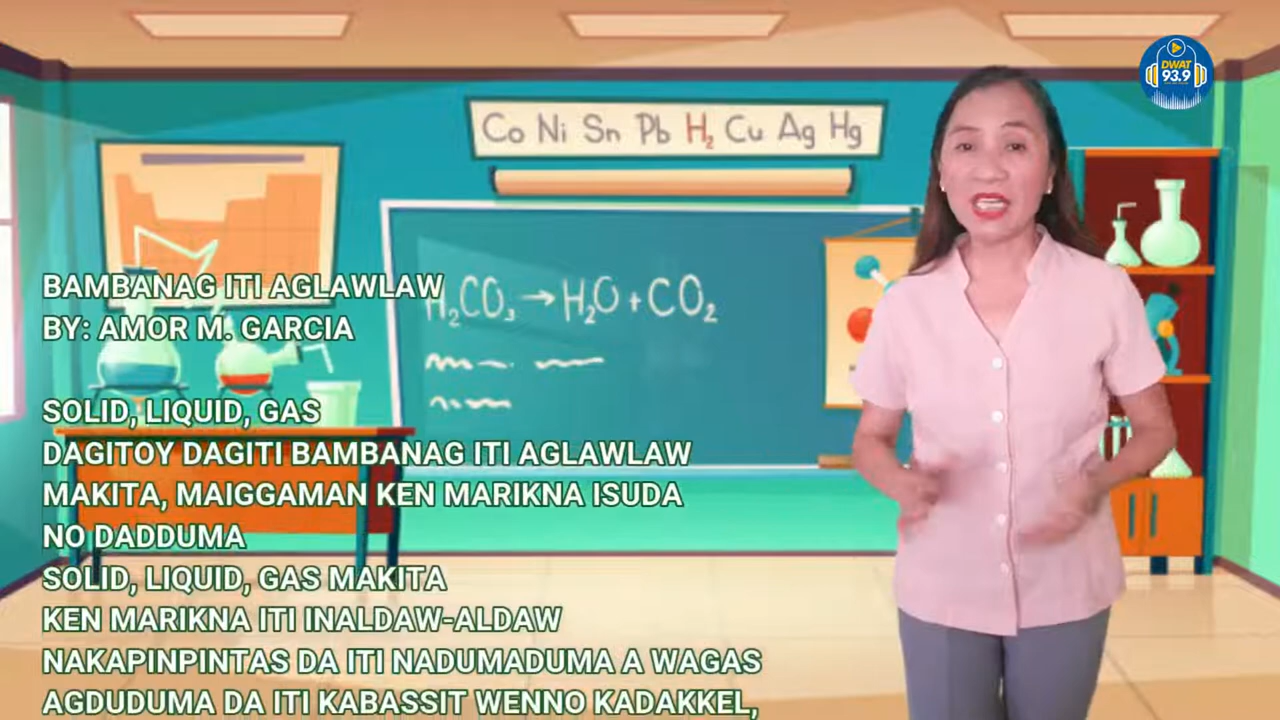 DWAT
93.9
Co Ni Sn Pb H₂ Cu Ag Hg
H₂CO₃ → H₂O + CO₂
BAMBANAG ITI AGLAWLAW
BY: AMOR M. GARCIA
SOLID, LIQUID, GAS
DAGITOY DAGITI BAMBANAG ITI AGLAWLAW
MAKITA, MAIGGAMAN KEN MARIKNA ISUDA
NO DADDUMA
SOLID, LIQUID, GAS MAKITA
KEN MARIKNA ITI INALDAW-ALDAW
NAKAPINPINTAS DA ITI NADUMADUMA A WAGAS
AGDUDUMA DA ITI KABASSIT WENNO KADAKKEL,